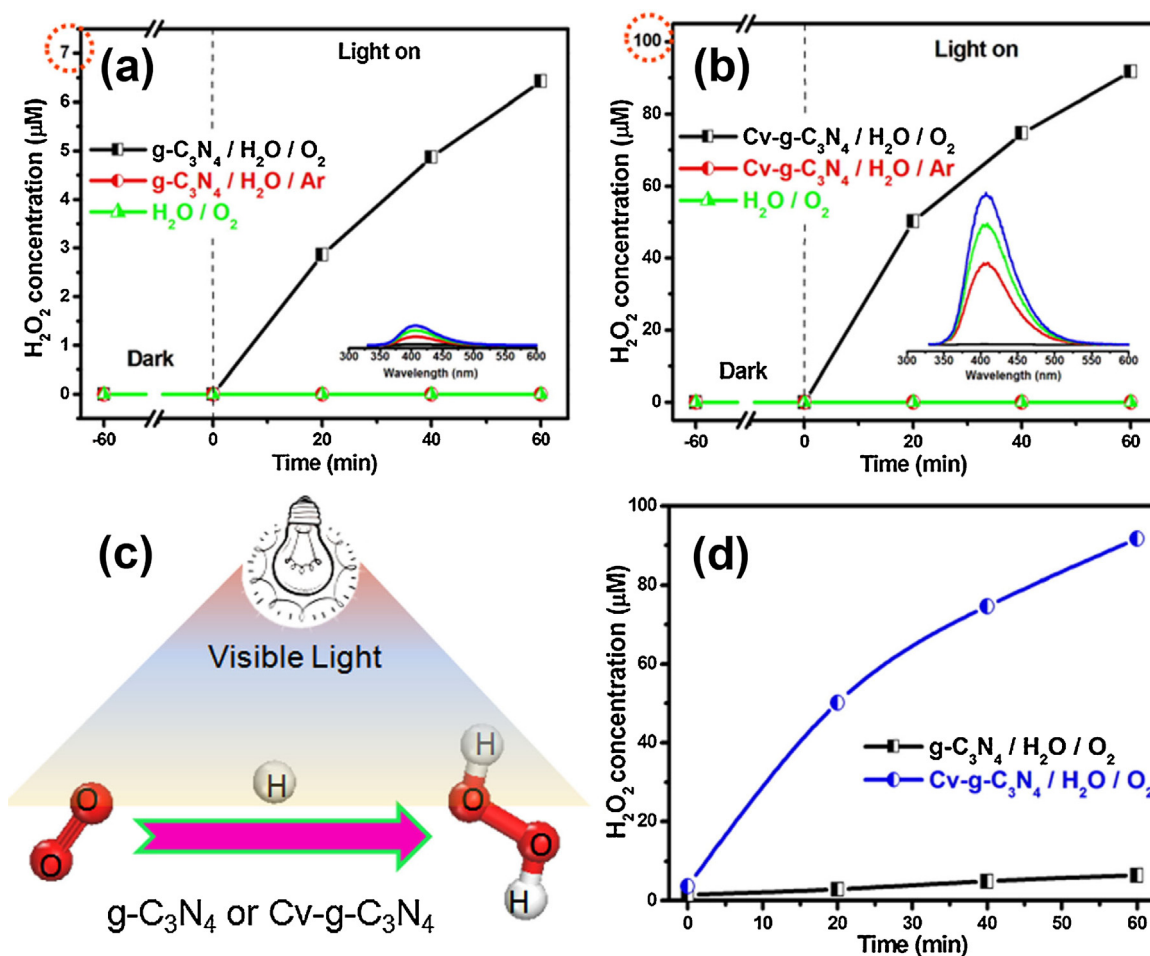 (a)
Light on
H₂O₂ concentration (μM)
7
6
5
4
3
2
1
0
g-C₃N₄ / H₂O / O₂
g-C₃N₄ / H₂O / Ar
H₂O / O₂
Dark
300 350 400 450 500 550 600
Wavelength (nm)
-60 0 20 40 60
Time (min)
(b)
Light on
H₂O₂ concentration (μM)
100
80
60
40
20
0
Cv-g-C₃N₄ / H₂O / O₂
Cv-g-C₃N₄ / H₂O / Ar
H₂O / O₂
Dark
300 350 400 450 500 550 600
Wavelength (nm)
-60 0 20 40 60
Time (min)
(c)
Visible Light
H
H
O
O
O
O
H
g-C₃N₄ or Cv-g-C₃N₄
(d)
H₂O₂ concentration (μM)
100
80
60
40
20
0
g-C₃N₄ / H₂O / O₂
Cv-g-C₃N₄ / H₂O / O₂
0 10 20 30 40 50 60
Time (min)